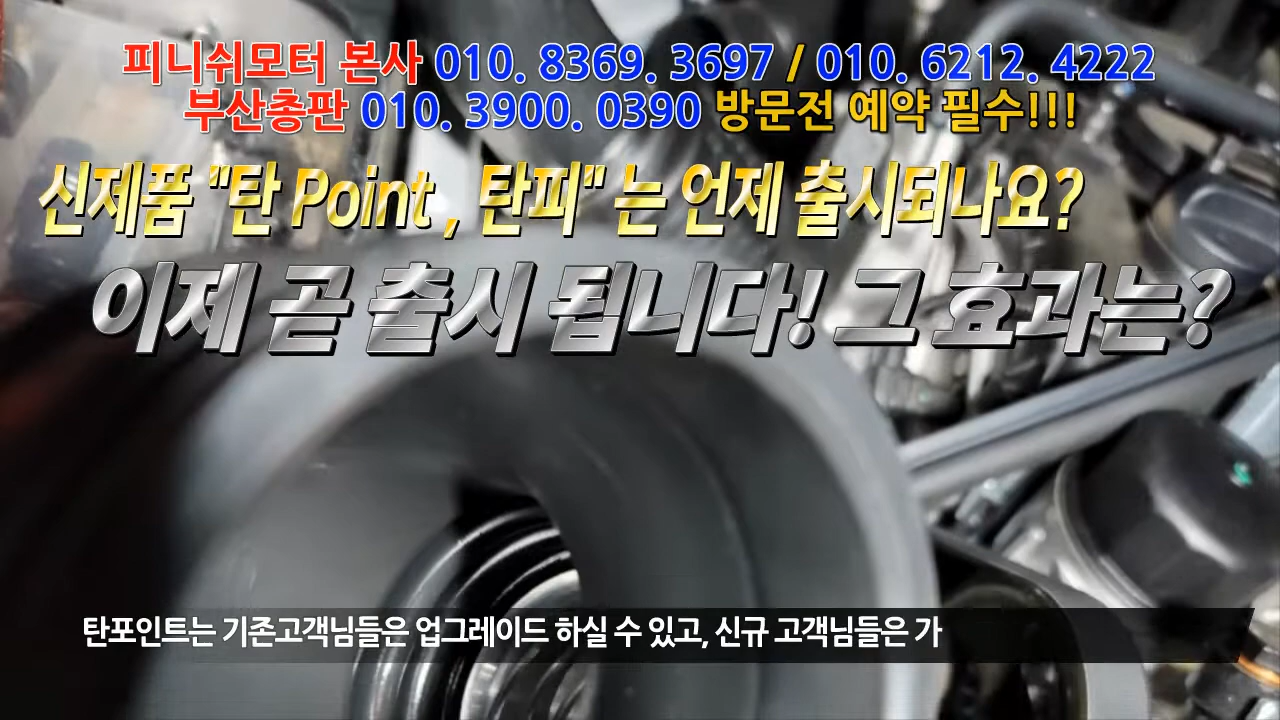 피니쉬모터 본사 010. 8369. 3697 / 010. 6212. 4222
부산총판 010. 3900. 0390 방문전 예약 필수!!!
신제품 "탄 Point , 탄피" 는 언제 출시되나요?
이제 곧 출시 됩니다! 그 효과는?
탄포인트는 기존고객님들은 업그레이드 하실 수 있고, 신규 고객님들은 가